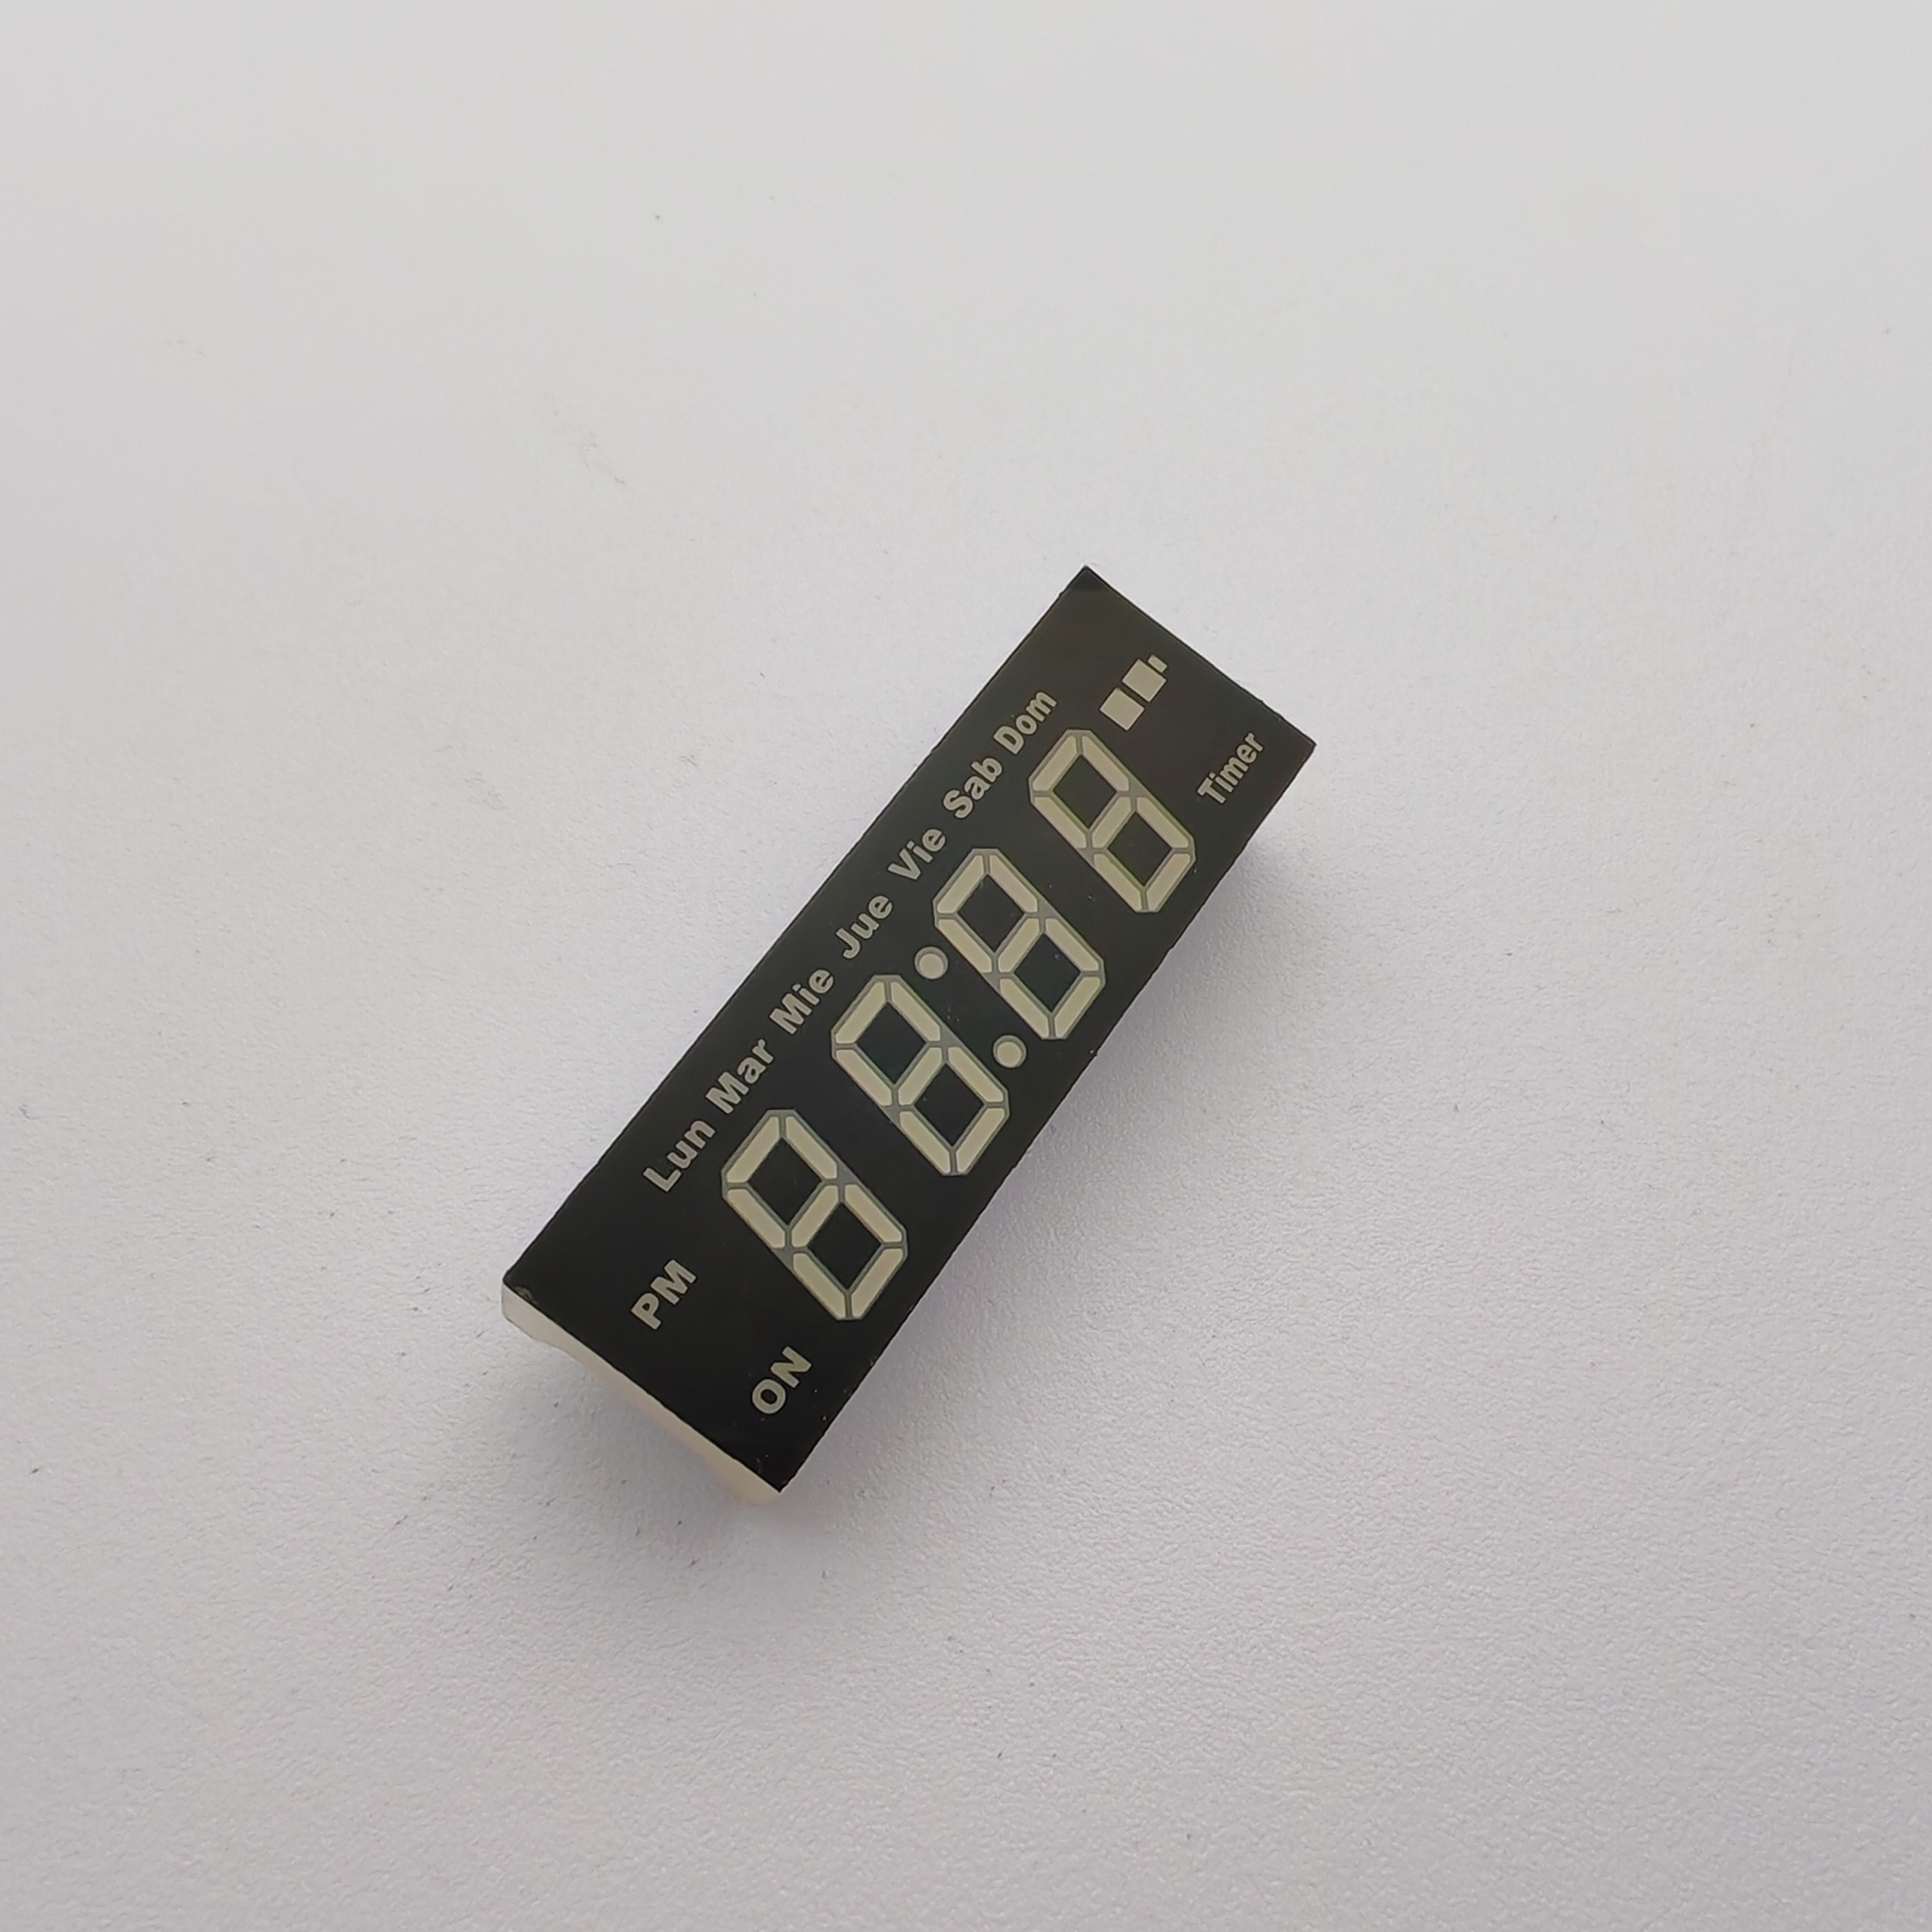 Lun Mar Mie Jue Vie Sab Dom
PM
88:88
ON
Timer